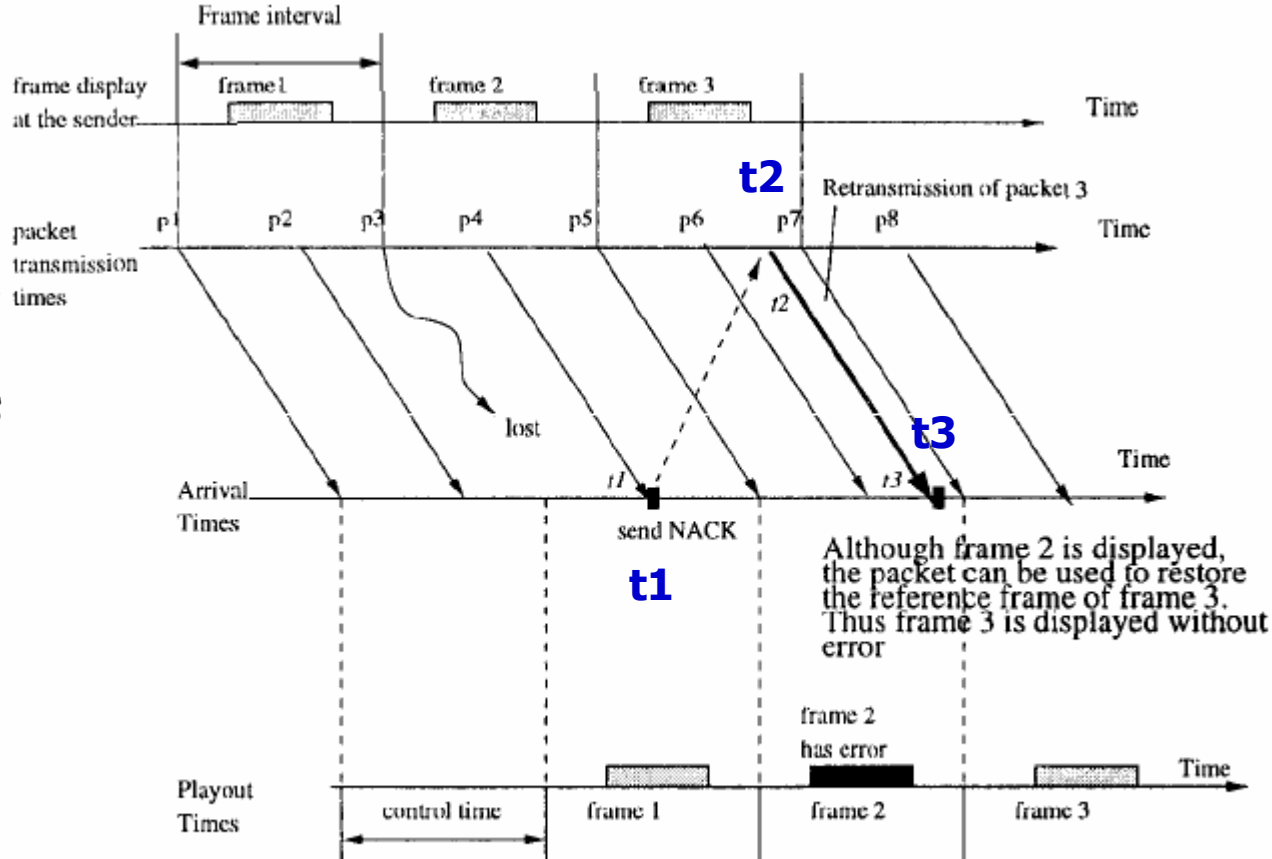 Frame interval
frame display
at the sender
frame1
frame 2
frame 3
Time
t2
Retransmission of packet 3
packet
transmission
times
p1
p2
p3
p4
p5
p6
p7
p8
Time
t2
lost
t3
Time
Arrival
Times
t1
t3
send NACK
t1
Although frame 2 is displayed,
the packet can be used to restore
the reference frame of frame 3.
Thus frame 3 is displayed without
error
frame 2
has error
Time
Playout
Times
control time
frame 1
frame 2
frame 3